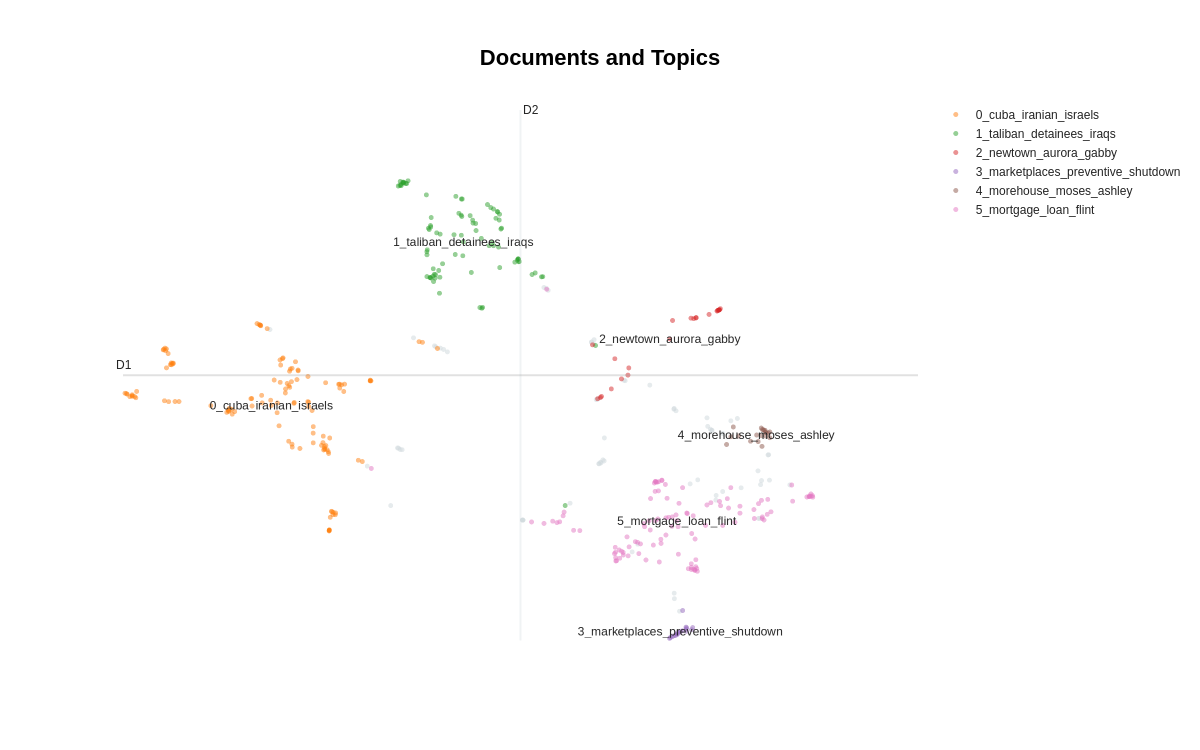 Documents and Topics
D2
0_cuba_iranian_israels
1_taliban_detainees_iraqs
2_newtown_aurora_gabby
3_marketplaces_preventive_shutdown
4_morehouse_moses_ashley
5_mortgage_loan_flint
1_taliban_detainees_iraqs
2_newtown_aurora_gabby
D1
0_cuba_iranian_israels
4_morehouse_moses_ashley
5_mortgage_loan_flint
3_marketplaces_preventive_shutdown